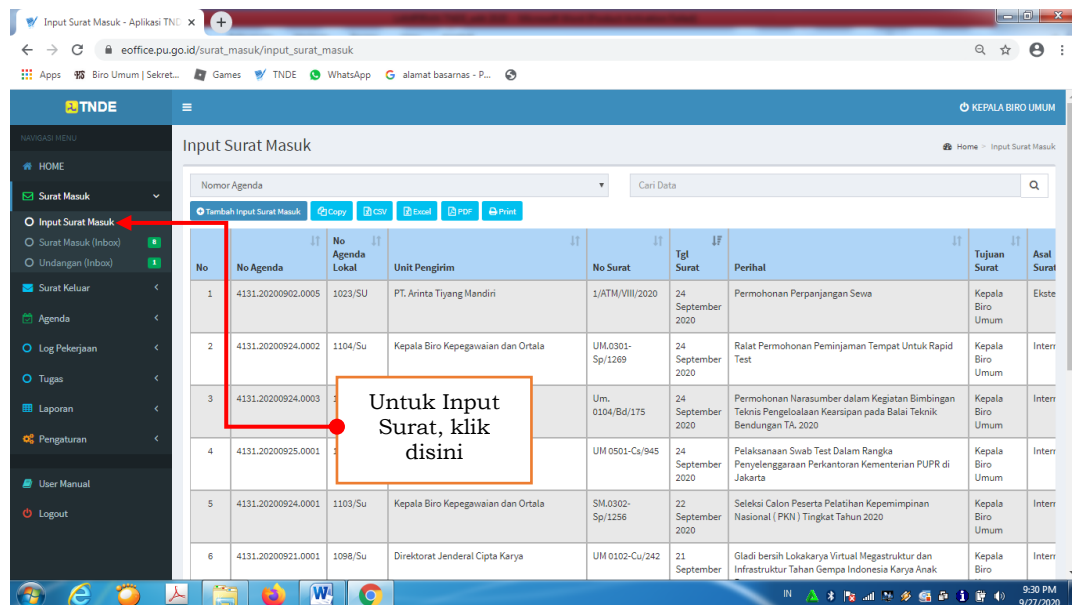 Input Surat Masuk - Aplikasi TND
eoffice.pu.go.id/surat_masuk/input_surat_masuk
Apps Biro Umum | Sekret... Games TNDE WhatsApp alamat basarnas - P...
TNDE
KEPALA BIRO UMUM
NAVIGASI MENU
HOME
Surat Masuk
Input Surat Masuk
Surat Masuk (Inbox) 8
Undangan (Inbox) 1
Surat Keluar
Agenda
Log Pekerjaan
Tugas
Laporan
Pengaturan
User Manual
Logout
Input Surat Masuk
Home > Input Surat Masuk
Nomor Agenda
Cari Data
Tambah Input Surat Masuk Copy CSV Excel PDF Print
No No Agenda No Agenda Lokal Unit Pengirim No Surat Tgl Surat Perihal Tujuan Surat Asal Surat
1 4131.20200902.0005 1023/SU PT. Arinta Tiyang Mandiri 1/ATM/VIII/2020 24 September 2020 Permohonan Perpanjangan Sewa Kepala Biro Umum Ekste
2 4131.20200924.0002 1104/Su Kepala Biro Kepegawaian dan Ortala UM.0301-Sp/1269 24 September 2020 Ralat Permohonan Peminjaman Tempat Untuk Rapid Test Kepala Biro Umum Intern
3 4131.20200924.0003 Um. 0104/Bd/175 24 September 2020 Permohonan Narasumber dalam Kegiatan Bimbingan Teknis Pengeloalaan Kearsipan pada Balai Teknik Bendungan TA. 2020 Kepala Biro Umum Intern
4 4131.20200925.0001 UM 0501-Cs/945 24 September 2020 Pelaksanaan Swab Test Dalam Rangka Penyelenggaraan Perkantoran Kementerian PUPR di Jakarta Kepala Biro Umum Intern
5 4131.20200924.0001 1103/Su Kepala Biro Kepegawaian dan Ortala SM.0302-Sp/1256 22 September 2020 Seleksi Calon Peserta Pelatihan Kepemimpinan Nasional ( PKN ) Tingkat Tahun 2020 Kepala Biro Umum Intern
6 4131.20200921.0001 1098/Su Direktorat Jenderal Cipta Karya UM 0102-Cu/242 21 September Gladi bersih Lokakarya Virtual Megastruktur dan Infrastruktur Tahan Gempa Indonesia Karya Anak Kepala Biro Intern
Untuk Input
Surat, klik
disini
IN
9:30 PM
9/27/2020